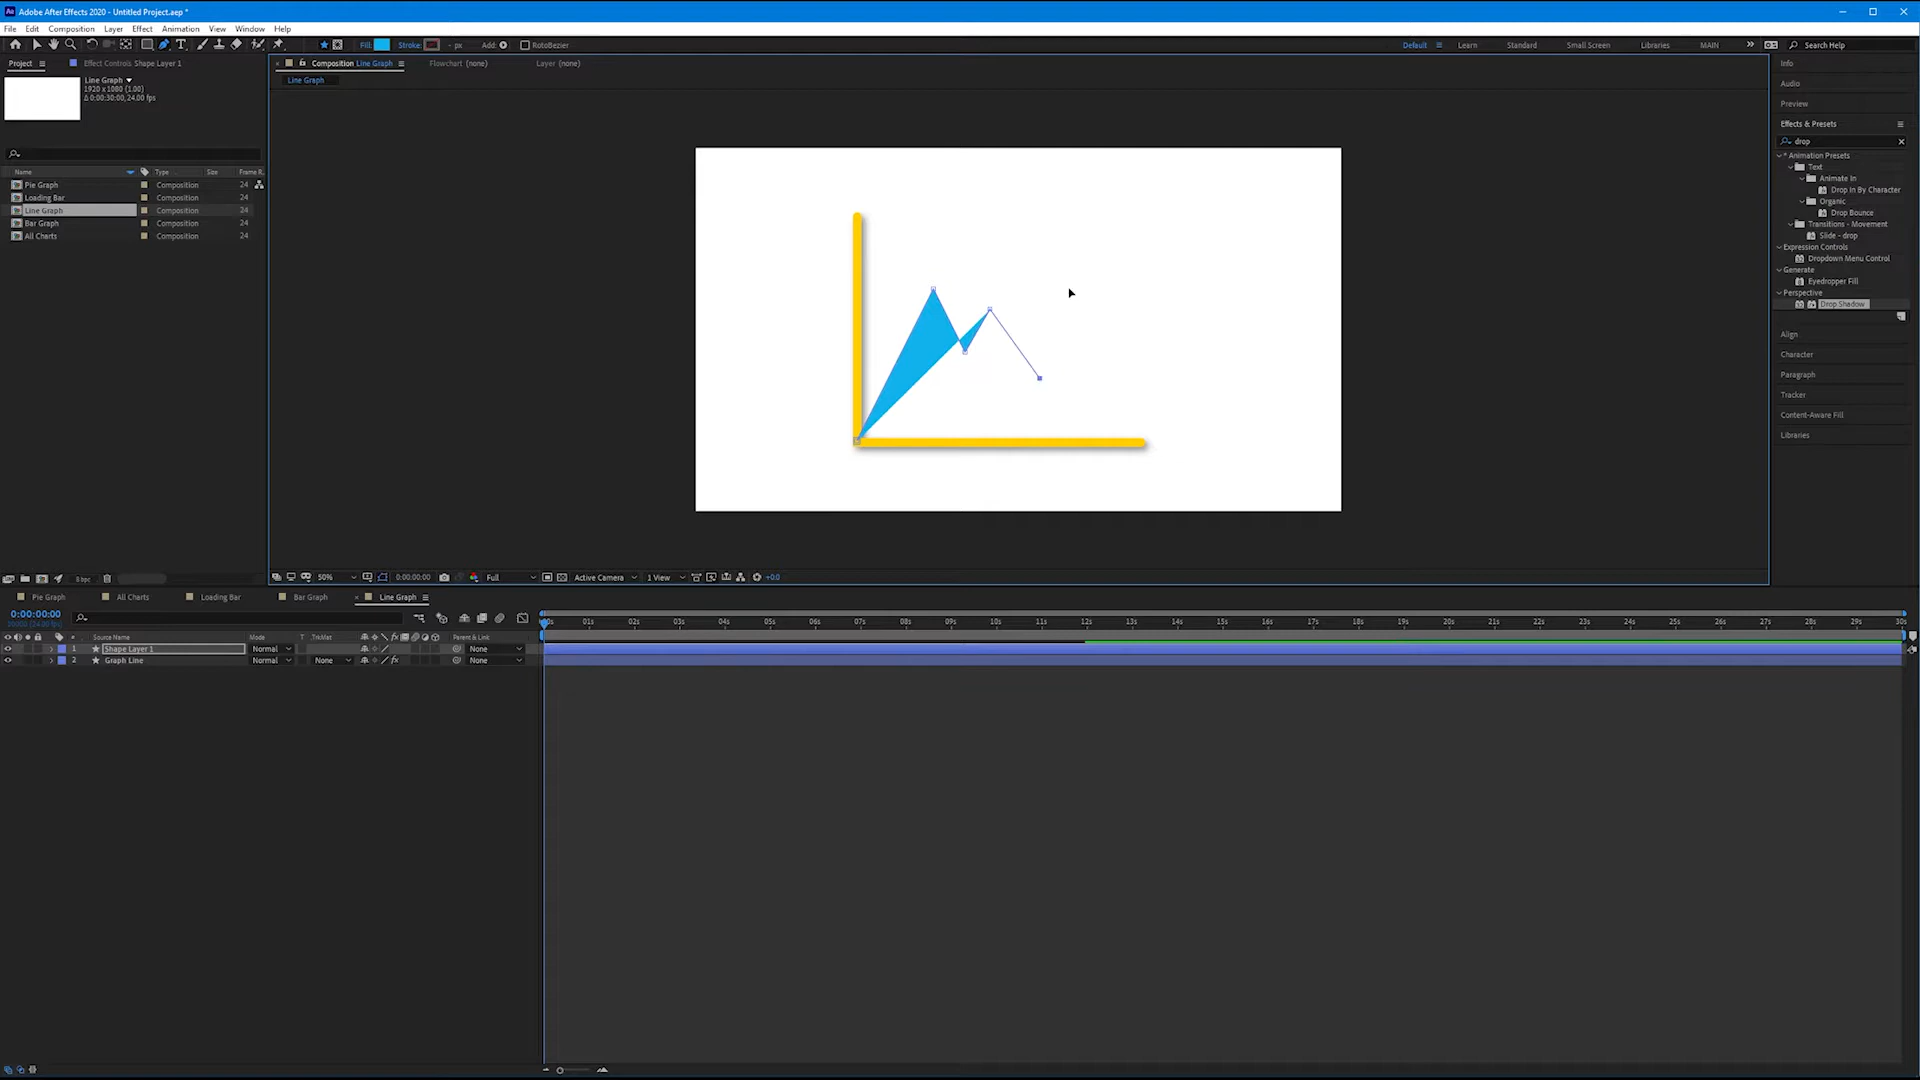 Adobe After Effects 2020 - Untitled Project.aep *
File Edit Composition Layer Effect Animation View Window Help
Fill: Stroke: - px Add: RotoBezier Default Learn Standard Small Screen Libraries MAIN Search Help
Project Effect Controls Shape Layer 1
Composition Line Graph Flowchart (none) Layer (none)
Line Graph
Line Graph
1920 x 1080 (1.00)
Δ 0:00:30:00, 24.00 fps
Name Type Size Frame R.
Pie Graph Composition 24
Loading Bar Composition 24
Line Graph Composition 24
Bar Graph Composition 24
All Charts Composition 24
8 bpc
50% 0:00:00:00 Full Active Camera 1 View +0.0
Info
Audio
Preview
Effects & Presets
drop
* Animation Presets
Text
Animate In
Drop In By Character
Organic
Drop Bounce
Transitions - Movement
Slide - drop
Expression Controls
Dropdown Menu Control
Generate
Eyedropper Fill
Perspective
Drop Shadow
Align
Character
Paragraph
Tracker
Content-Aware Fill
Libraries
Pie Graph All Charts Loading Bar Bar Graph Line Graph
0:00:00:00
01s 02s 03s 04s 05s 06s 07s 08s 09s 10s 11s 12s 13s 14s 15s 16s 17s 18s 19s 20s 21s 22s 23s 24s 25s 26s 27s 28s 29s 30s
# Source Name Mode T .TrkMat Parent & Link
1 Shape Layer 1 Normal None
2 Graph Line Normal None None